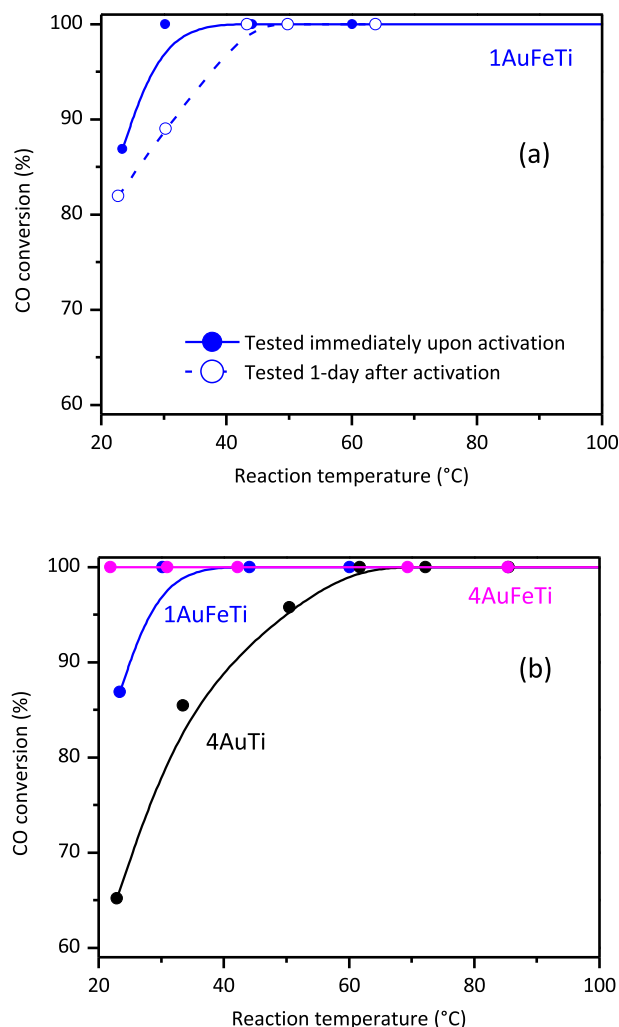 100
90
80
70
60
CO conversion (%)
1AuFeTi
(a)
Tested immediately upon activation
Tested 1-day after activation
20
40
60
80
100
Reaction temperature (°C)
100
90
80
70
60
CO conversion (%)
1AuFeTi
4AuFeTi
(b)
4AuTi
20
40
60
80
100
Reaction temperature (°C)